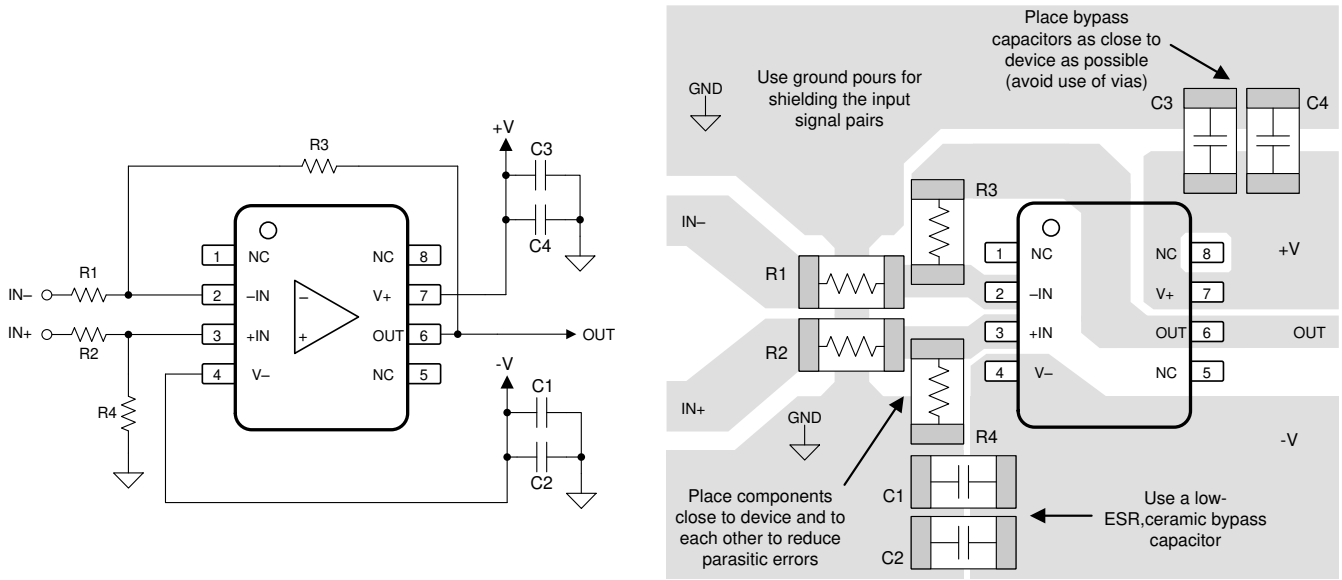 +V
R3
C3
C4
1
NC
NC
8
R1
IN–
2
–IN
V+
7
–
IN+
3
+IN
+
OUT
6
OUT
R2
4
V–
NC
5
-V
C1
R4
C2
Place bypass
capacitors as close to
device as possible
(avoid use of vias)
GND
Use ground pours for
shielding the input
signal pairs
C3
C4
R3
IN–
1
NC
NC
8
+V
R1
2
–IN
V+
7
3
+IN
OUT
6
OUT
R2
4
V–
NC
5
IN+
GND
R4
-V
C1
C2
Place components
close to device and to
each other to reduce
parasitic errors
Use a low-
ESR,ceramic bypass
capacitor